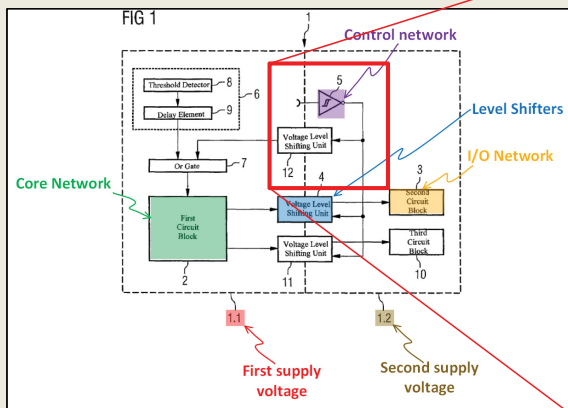 FIG 1
1
Control network
5
Threshold Detector
8
6
Delay Element
9
Voltage Level
Shifting Unit
12
Level Shifters
Or Gate
7
4
3
I/O Network
Core Network
First
Circuit
Block
2
Voltage Level
Shifting Unit
Second
Circuit
Block
Voltage Level
Shifting Unit
11
Third
Circuit
Block
10
1.1
1.2
First supply
voltage
Second supply
voltage